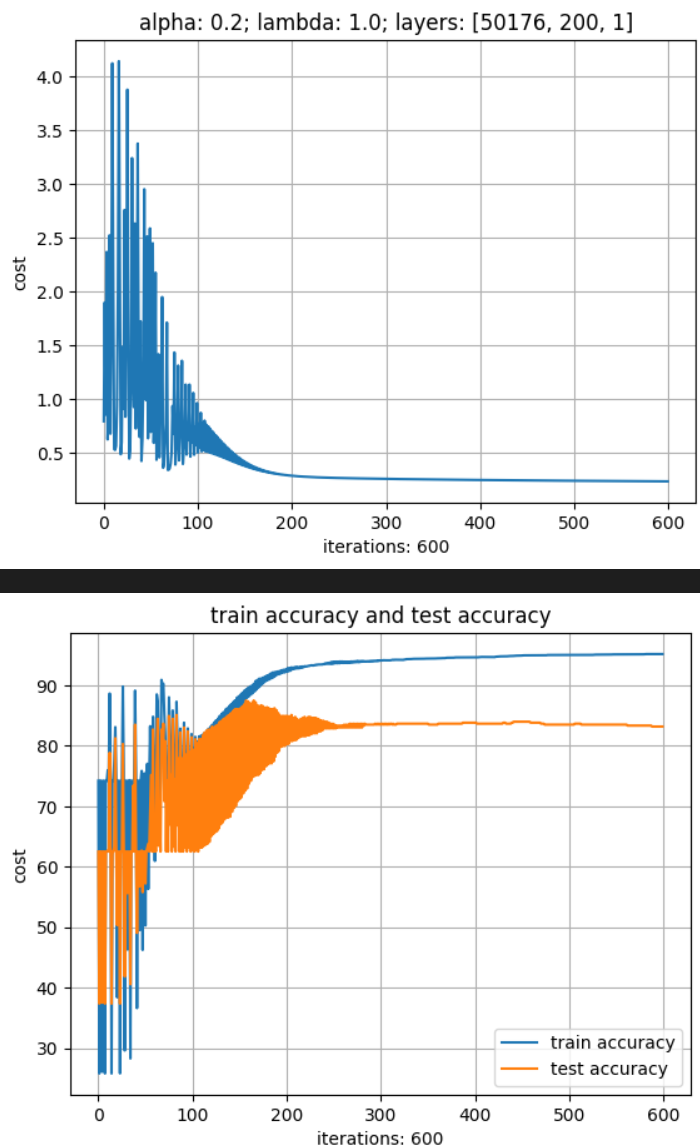 alpha: 0.2; lambda: 1.0; layers: [50176, 200, 1]
4.0
3.5
3.0
2.5
2.0
1.5
1.0
0.5
cost
0 100 200 300 400 500 600
iterations: 600
train accuracy and test accuracy
90
80
70
60
50
40
30
cost
train accuracy
test accuracy
0 100 200 300 400 500 600
iterations: 600